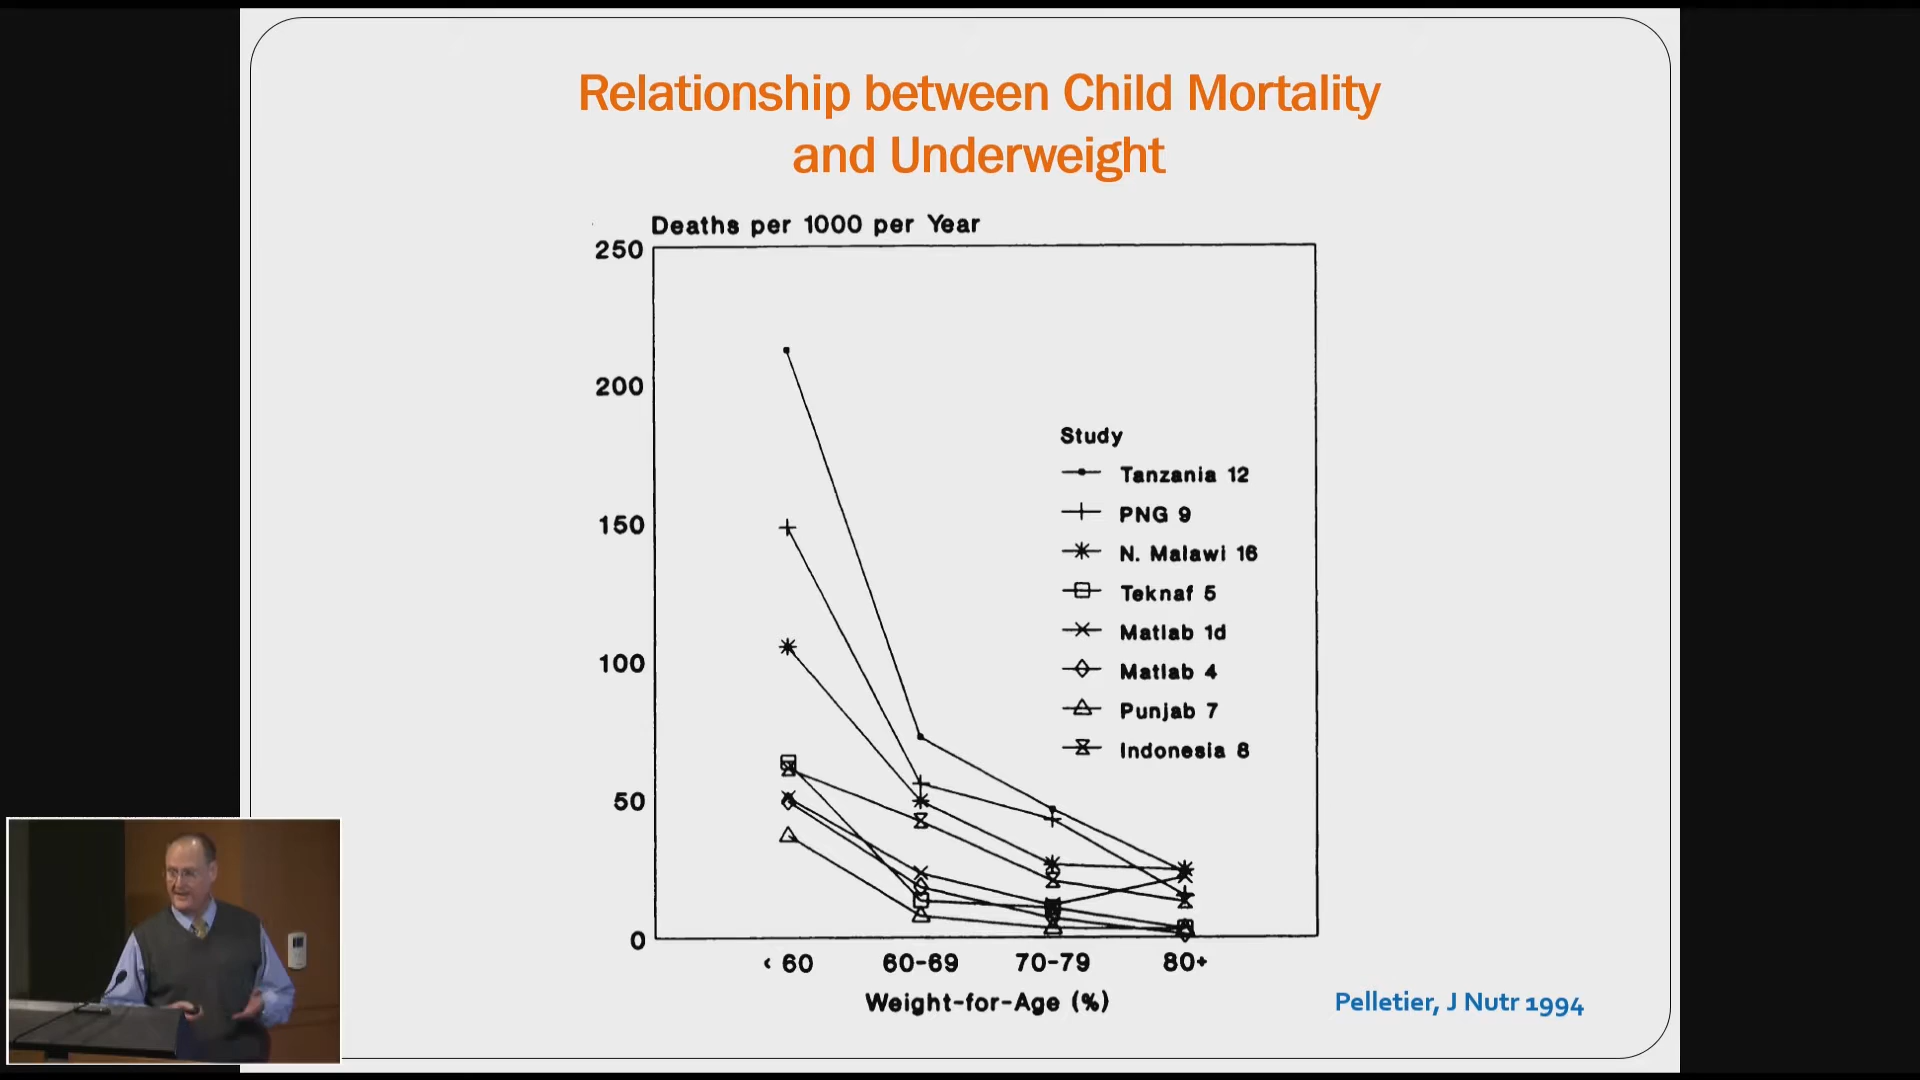 Relationship between Child Mortality
and Underweight
Deaths per 1000 per Year
250
200
150
100
50
0
Study
Tanzania 12
PNG 9
N. Malawi 16
Teknaf 5
Matlab 1d
Matlab 4
Punjab 7
Indonesia 8
< 60
60-69
70-79
80+
Weight-for-Age (%)
Pelletier, J Nutr 1994